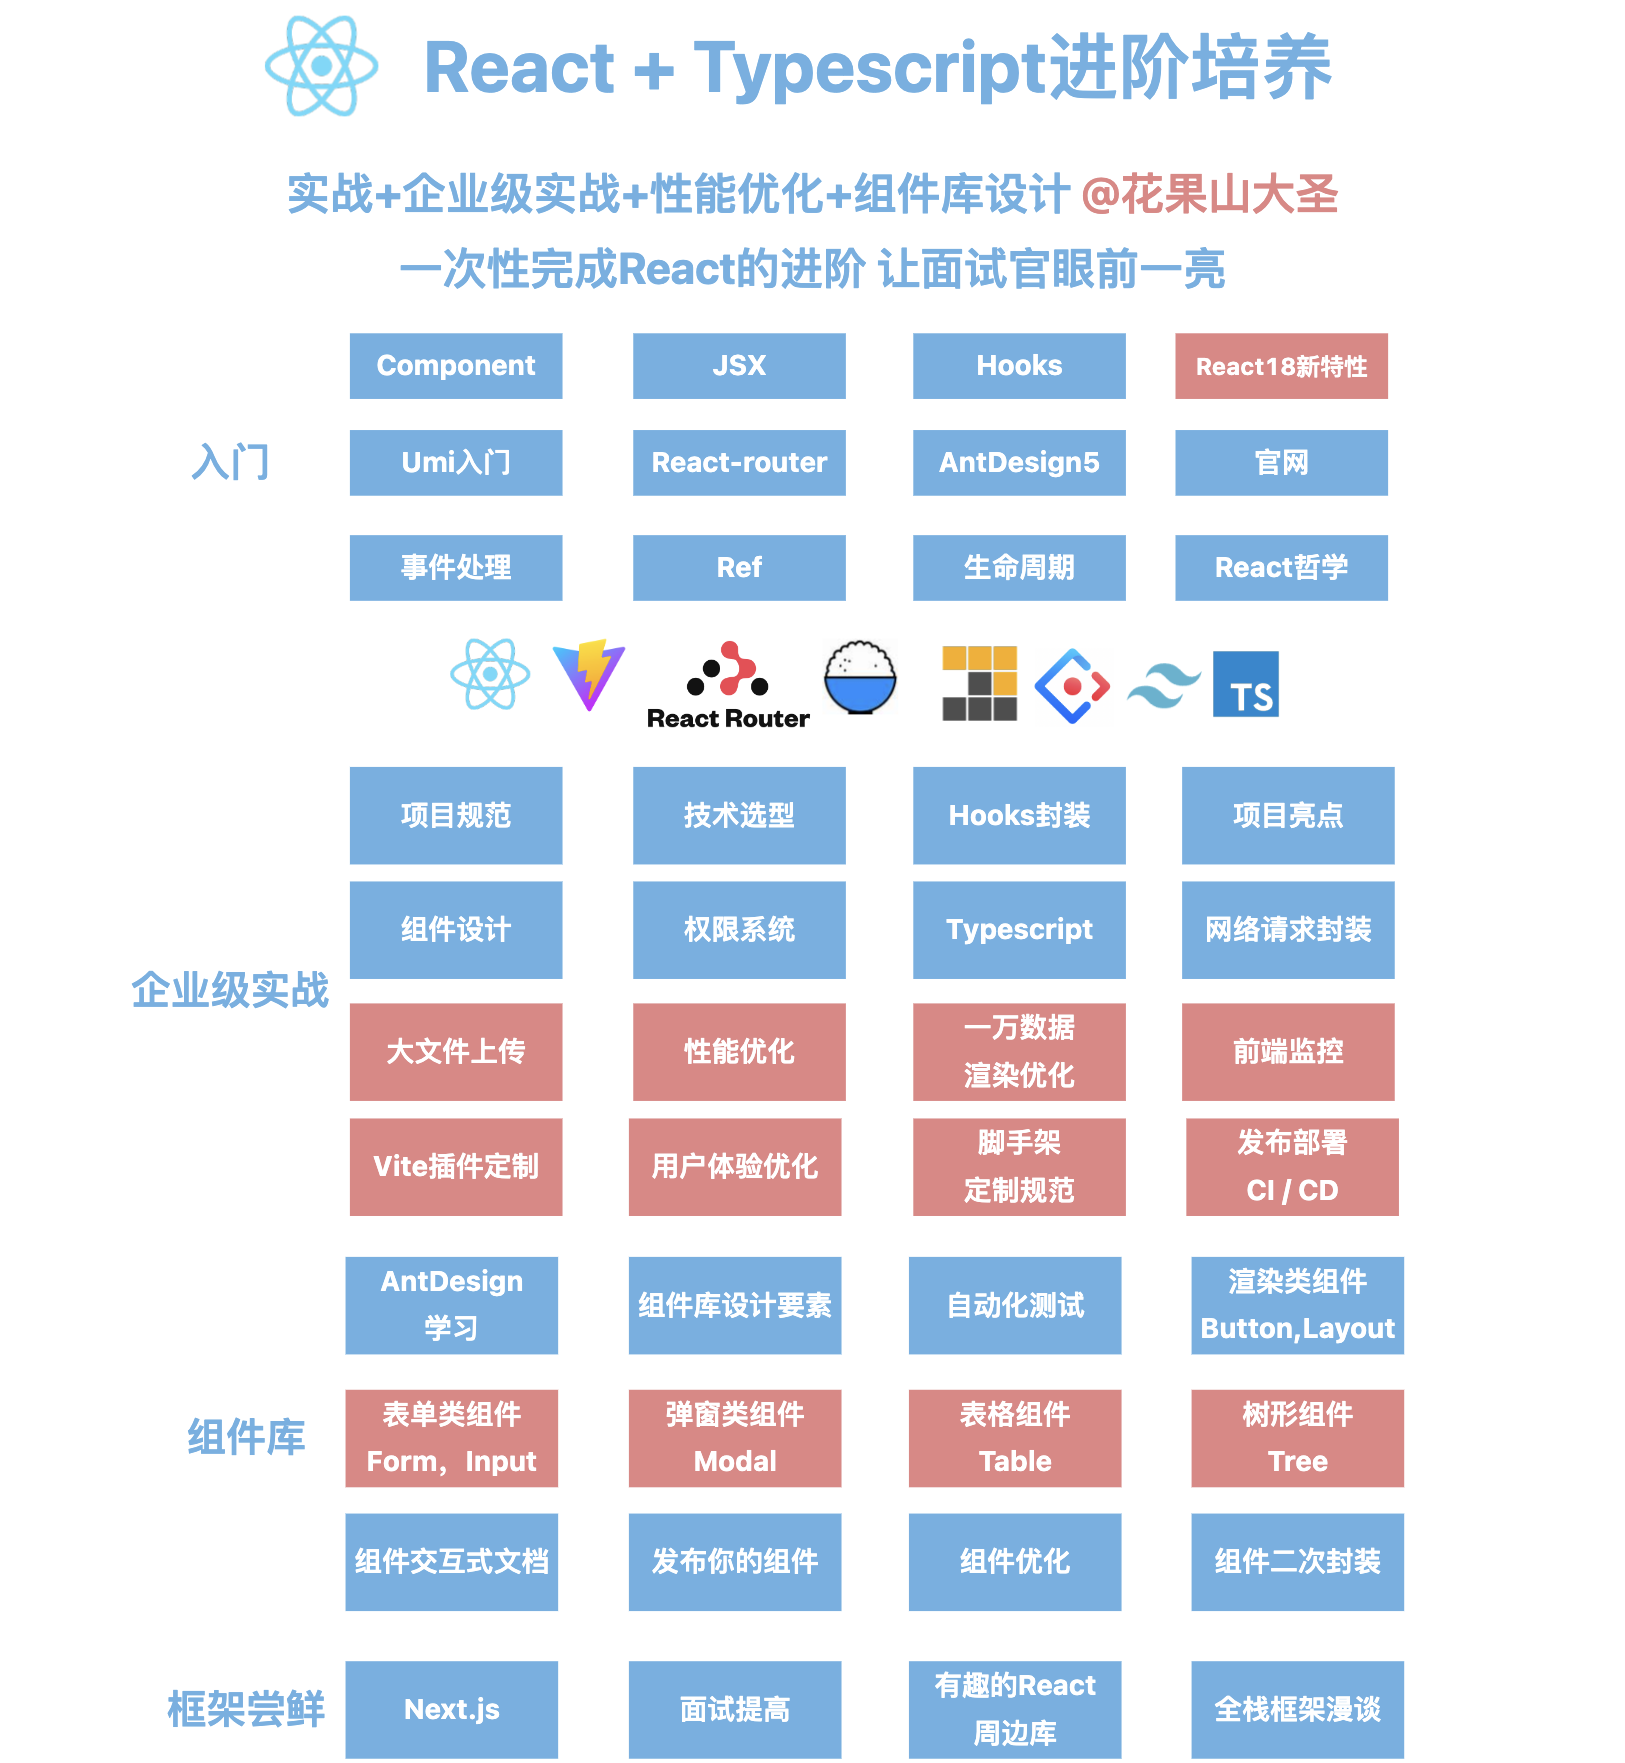 React + Typescript进阶培养
实战+企业级实战+性能优化+组件库设计 @花果山大圣
一次性完成React的进阶 让面试官眼前一亮
Component
JSX
Hooks
React18新特性
入门
Umi入门
React-router
AntDesign5
官网
事件处理
Ref
生命周期
React哲学
React Router
TS
项目规范
技术选型
Hooks封装
项目亮点
组件设计
权限系统
Typescript
网络请求封装
企业级实战
大文件上传
性能优化
一万数据
渲染优化
前端监控
Vite插件定制
用户体验优化
脚手架
定制规范
发布部署
CI / CD
AntDesign
学习
组件库设计要素
自动化测试
渲染类组件
Button,Layout
组件库
表单类组件
Form，Input
弹窗类组件
Modal
表格组件
Table
树形组件
Tree
组件交互式文档
发布你的组件
组件优化
组件二次封装
框架尝鲜
Next.js
面试提高
有趣的React
周边库
全栈框架漫谈